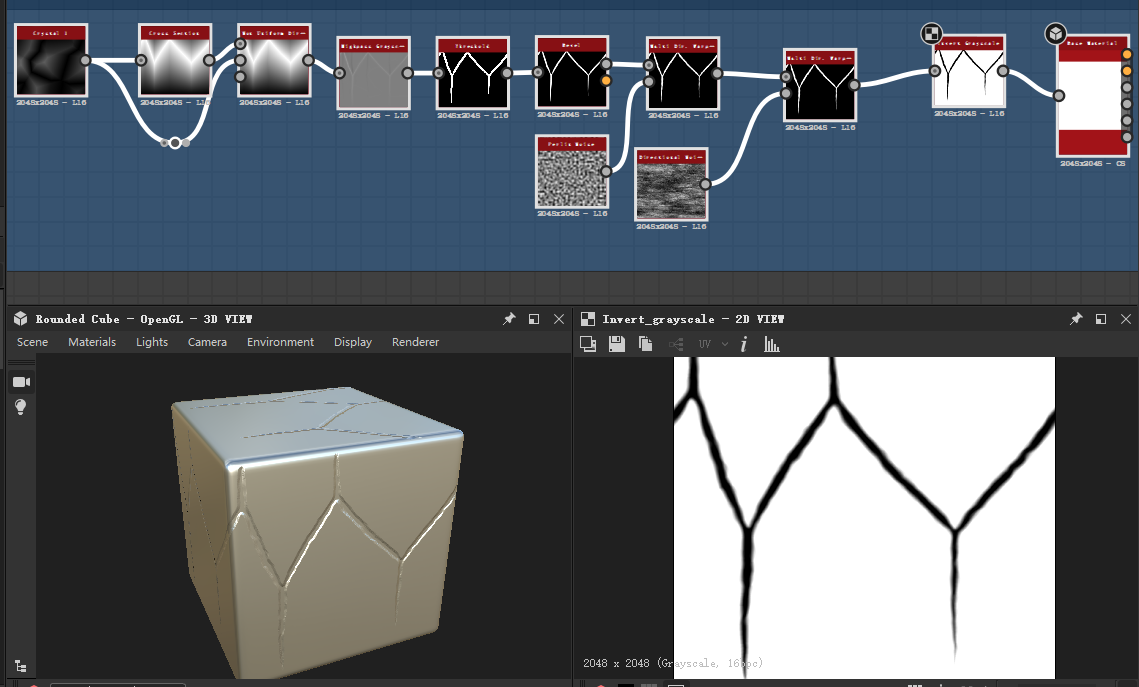 Crystal 1
Cross Section
Non Uniform Dir—
Highpass Graysc—
Threshold
Bevel
Multi Dir. Warp—
Multi Dir. Warp—
Invert Grayscale
Base Material
2048x2048 - L16
2048x2048 - L16
2048x2048 - L16
2048x2048 - L16
2048x2048 - L16
2048x2048 - L16
2048x2048 - L16
2048x2048 - L16
2048x2048 - L16
2048x2048 - CS
Perlin Noise
Directional Noi—
2048x2048 - L16
2048x2048 - L16
Rounded Cube - OpenGL - 3D VIEW
Scene Materials Lights Camera Environment Display Renderer
Invert_grayscale - 2D VIEW
UV
2048 x 2048 (Grayscale, 16bpc)